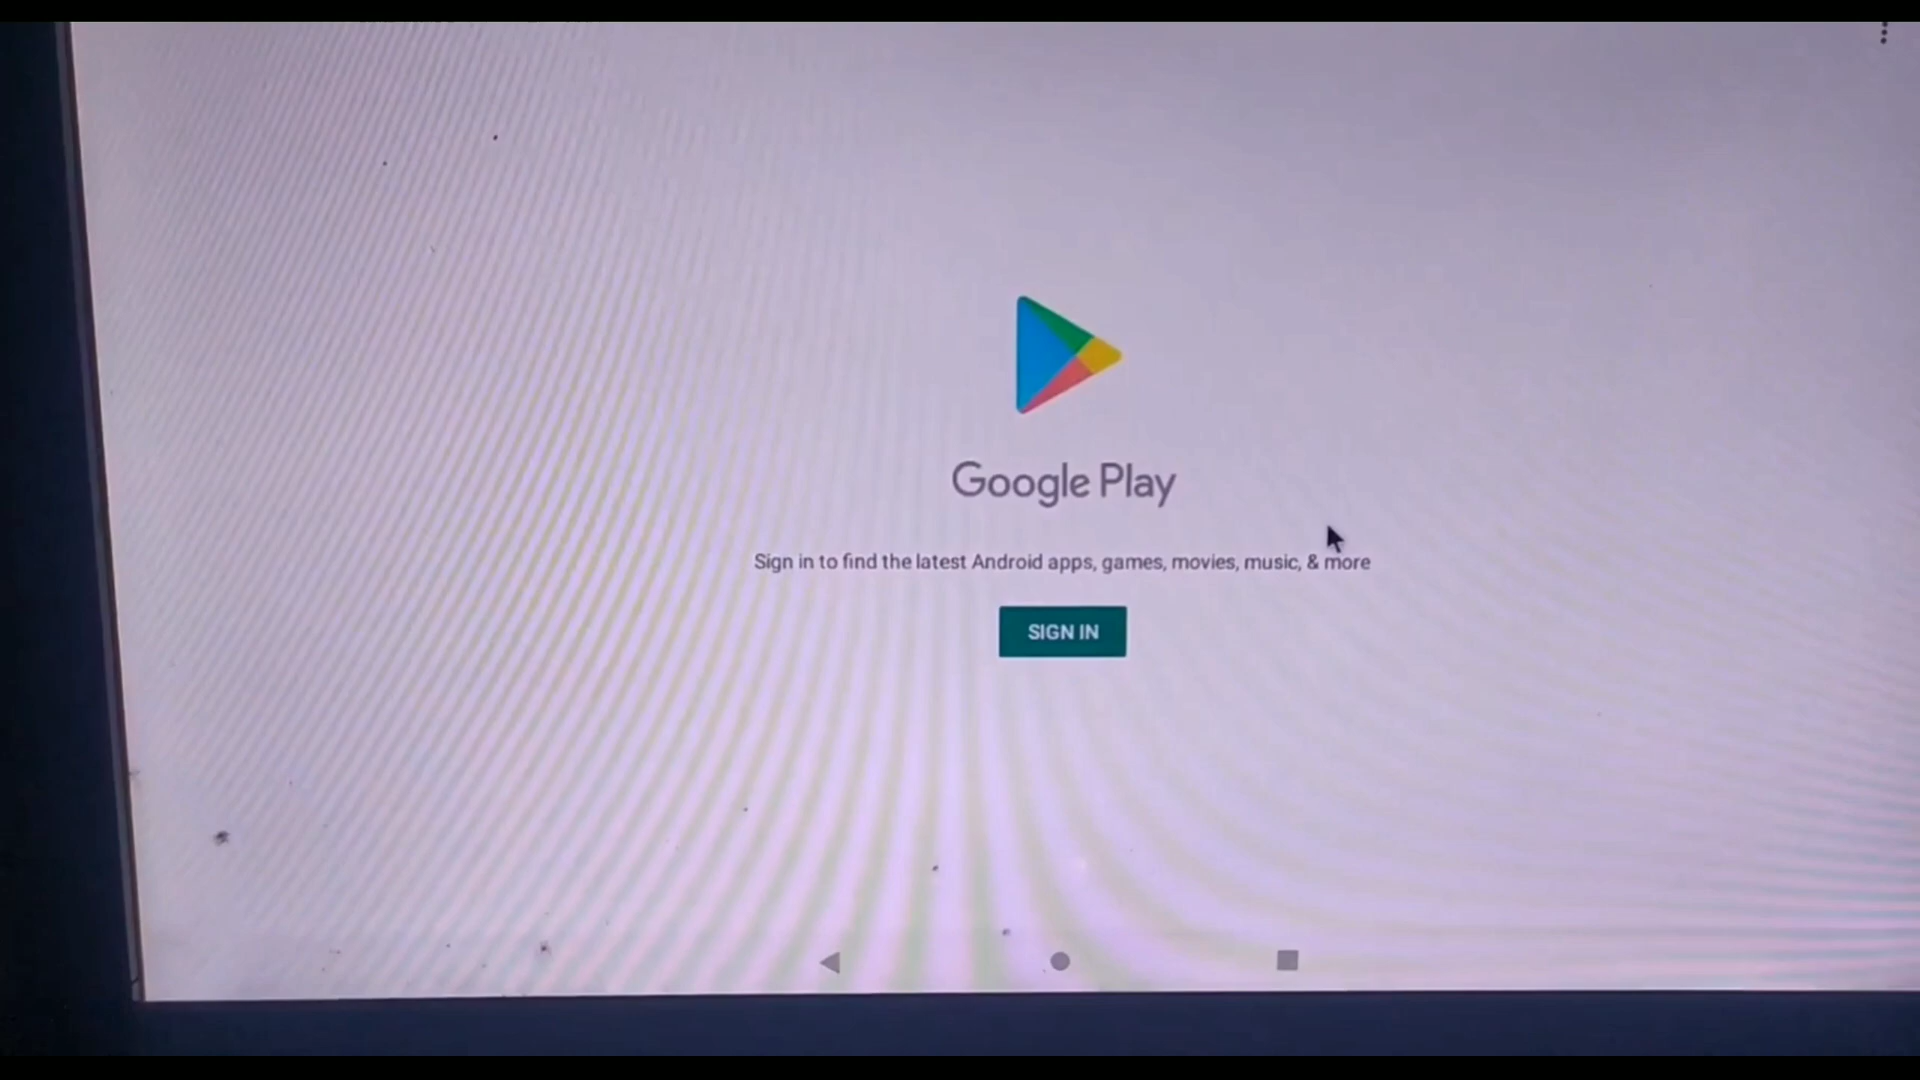 Google Play
Sign in to find the latest Android apps, games, movies, music, & more
SIGN IN